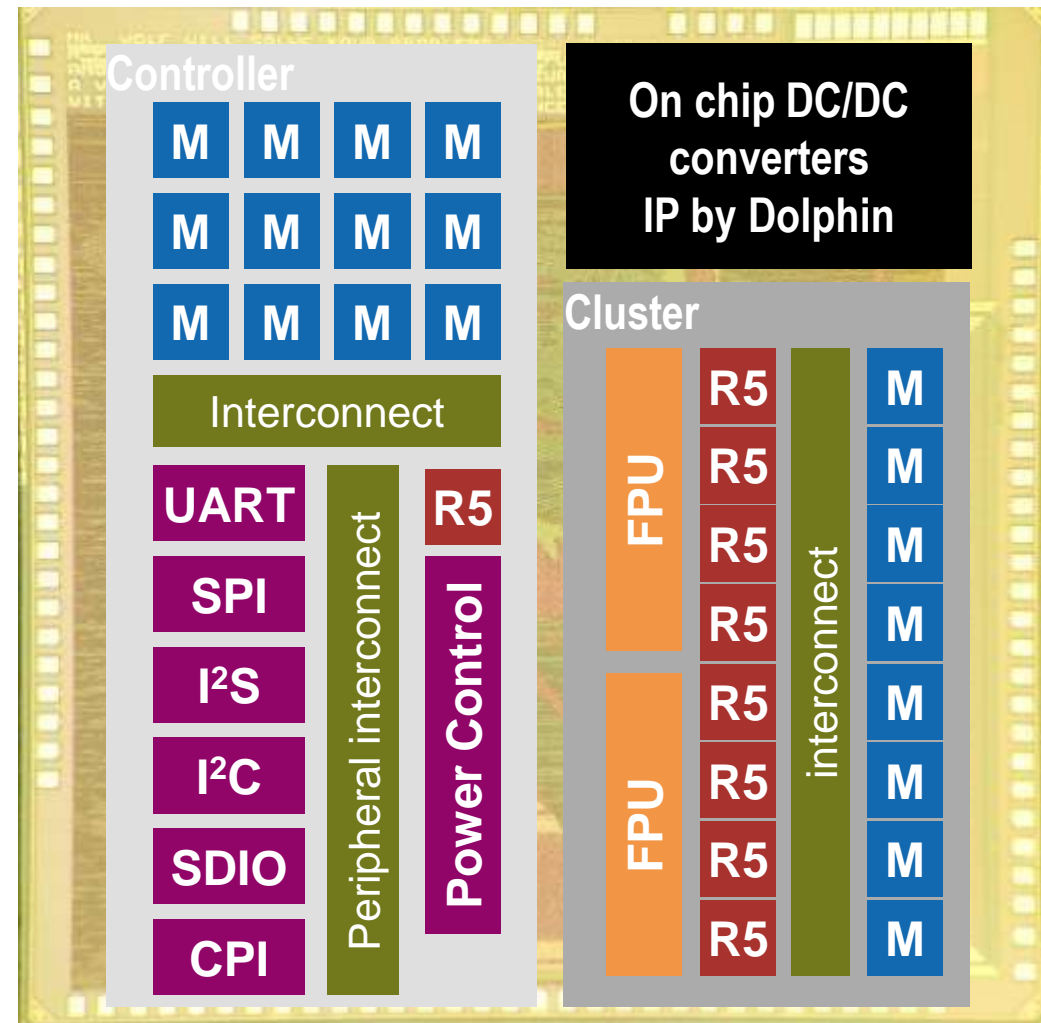 Controller
M M M M
M M M M
M M M M
Interconnect
UART
SPI
I²S
I²C
SDIO
CPI
Peripheral interconnect
R5
Power Control
On chip DC/DC
converters
IP by Dolphin
Cluster
FPU
FPU
R5
R5
R5
R5
R5
R5
R5
R5
interconnect
M
M
M
M
M
M
M
M